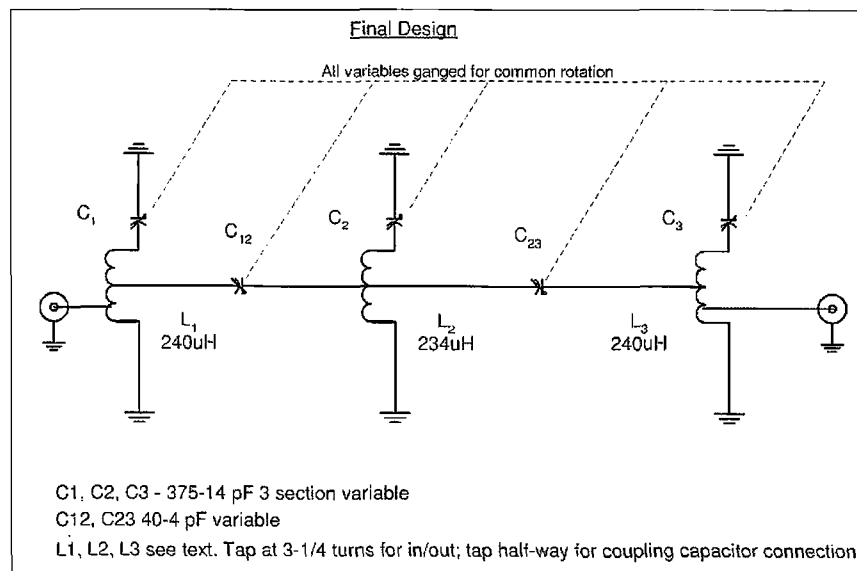 Final Design
All variables ganged for common rotation
C1
C12
C2
C23
C3
L1
240uH
L2
234uH
L3
240uH
C1, C2, C3 - 375-14 pF 3 section variable
C12, C23 40-4 pF variable
L1, L2, L3 see text. Tap at 3-1/4 turns for in/out; tap half-way for coupling capacitor connection